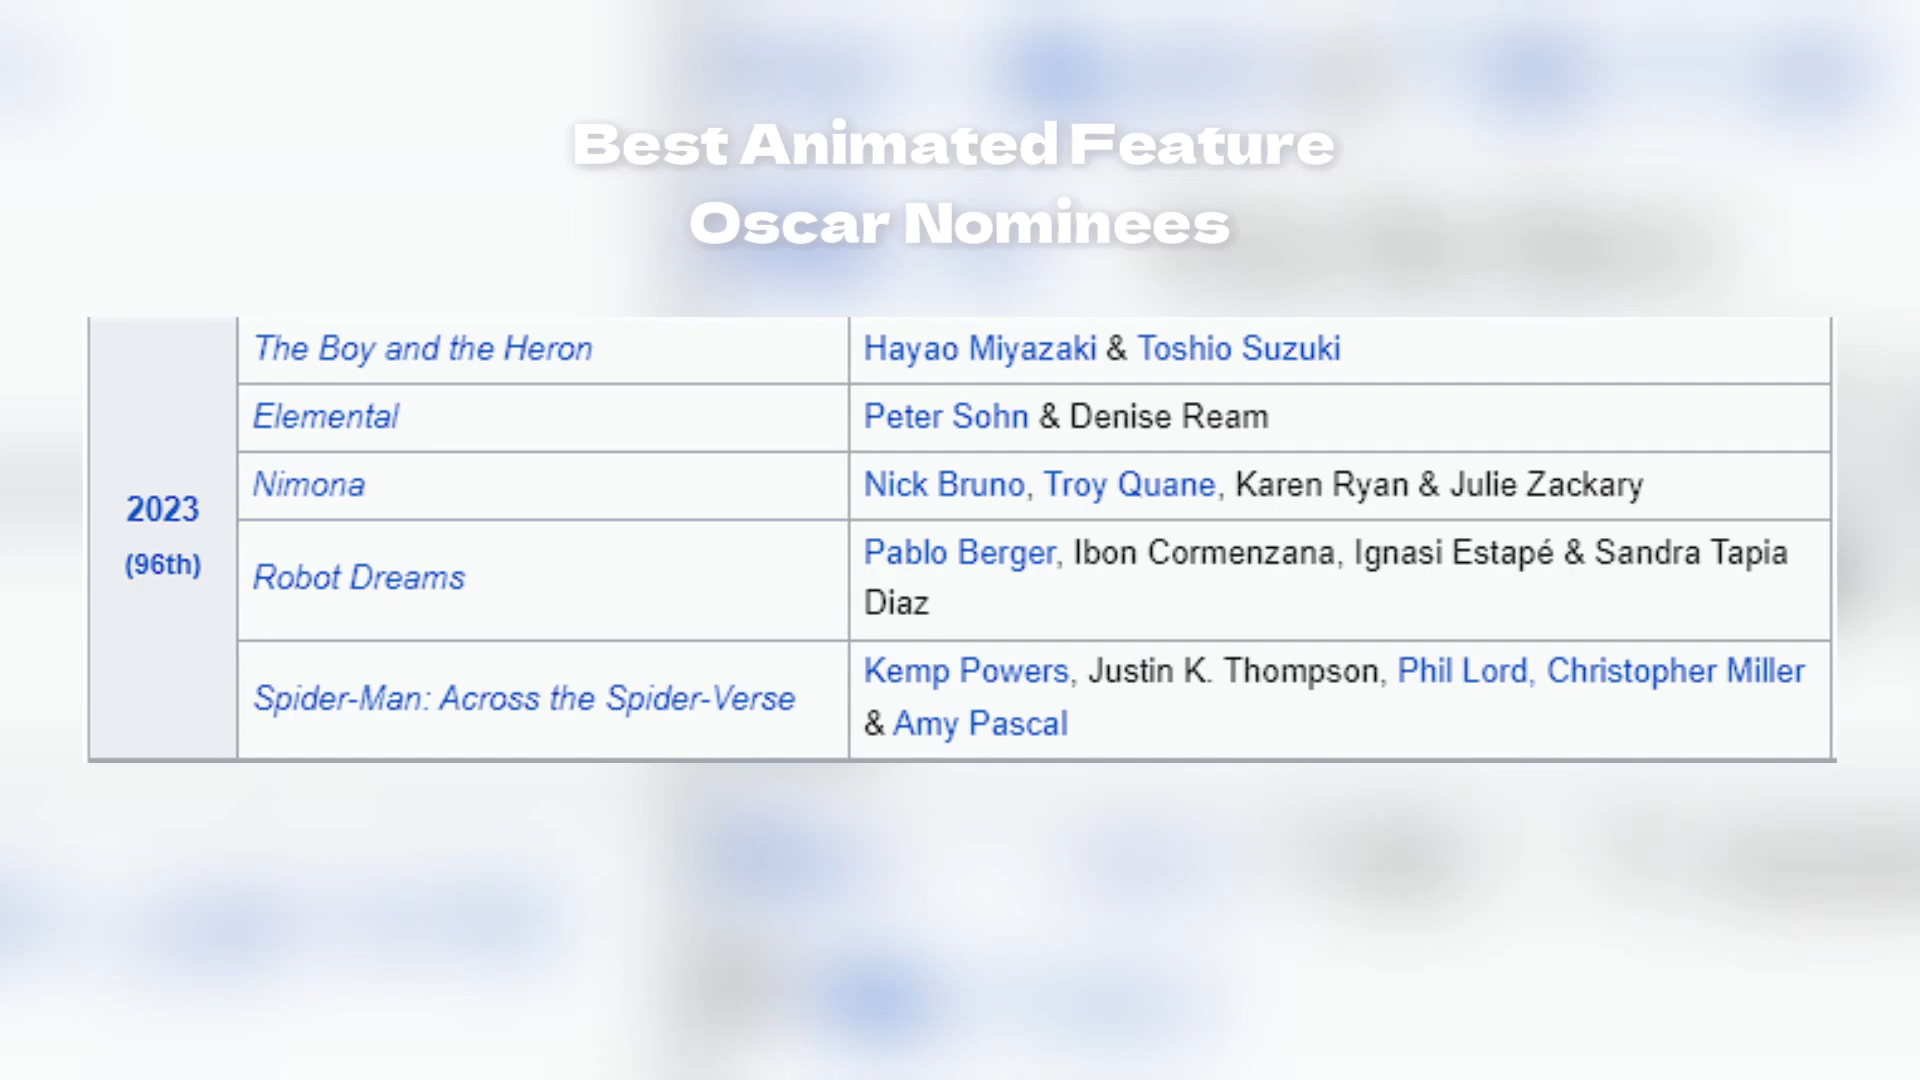 Best Animated Feature
Oscar Nominees
2023
(96th)
The Boy and the Heron
Hayao Miyazaki & Toshio Suzuki
Elemental
Peter Sohn & Denise Ream
Nimona
Nick Bruno, Troy Quane, Karen Ryan & Julie Zackary
Robot Dreams
Pablo Berger, Ibon Cormenzana, Ignasi Estapé & Sandra Tapia
Diaz
Spider-Man: Across the Spider-Verse
Kemp Powers, Justin K. Thompson, Phil Lord, Christopher Miller
& Amy Pascal